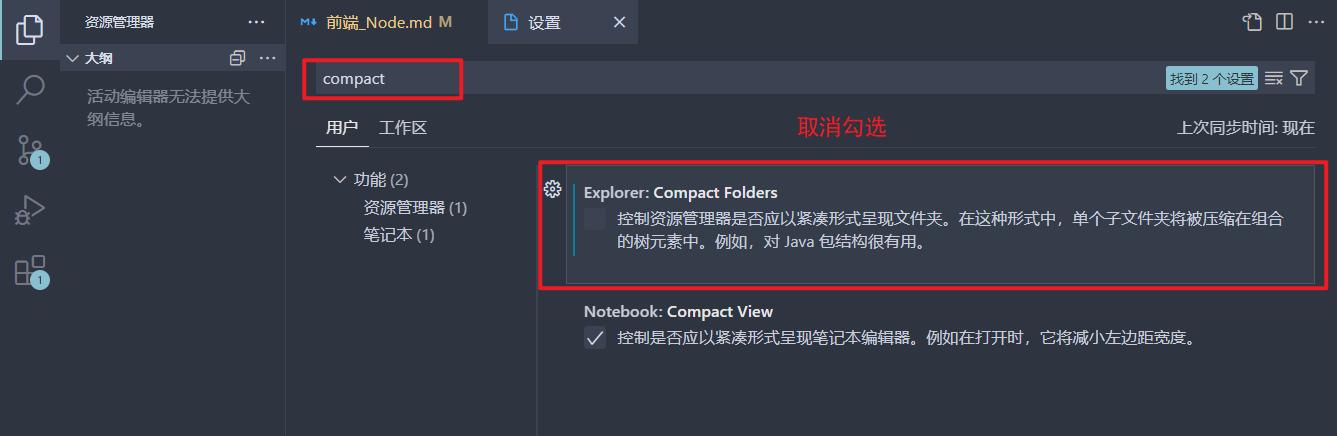 资源管理器
前端_Node.md M
设置
大纲
活动编辑器无法提供大
纲信息。
compact
找到 2 个设置
用户
工作区
取消勾选
上次同步时间: 现在
功能 (2)
资源管理器 (1)
笔记本 (1)
Explorer: Compact Folders
控制资源管理器是否应以紧凑形式呈现文件夹。在这种形式中，单个子文件夹将被压缩在组合
的树元素中。例如，对 Java 包结构很有用。
Notebook: Compact View
控制是否应以紧凑形式呈现笔记本编辑器。例如在打开时，它将减小左边距宽度。
1
1